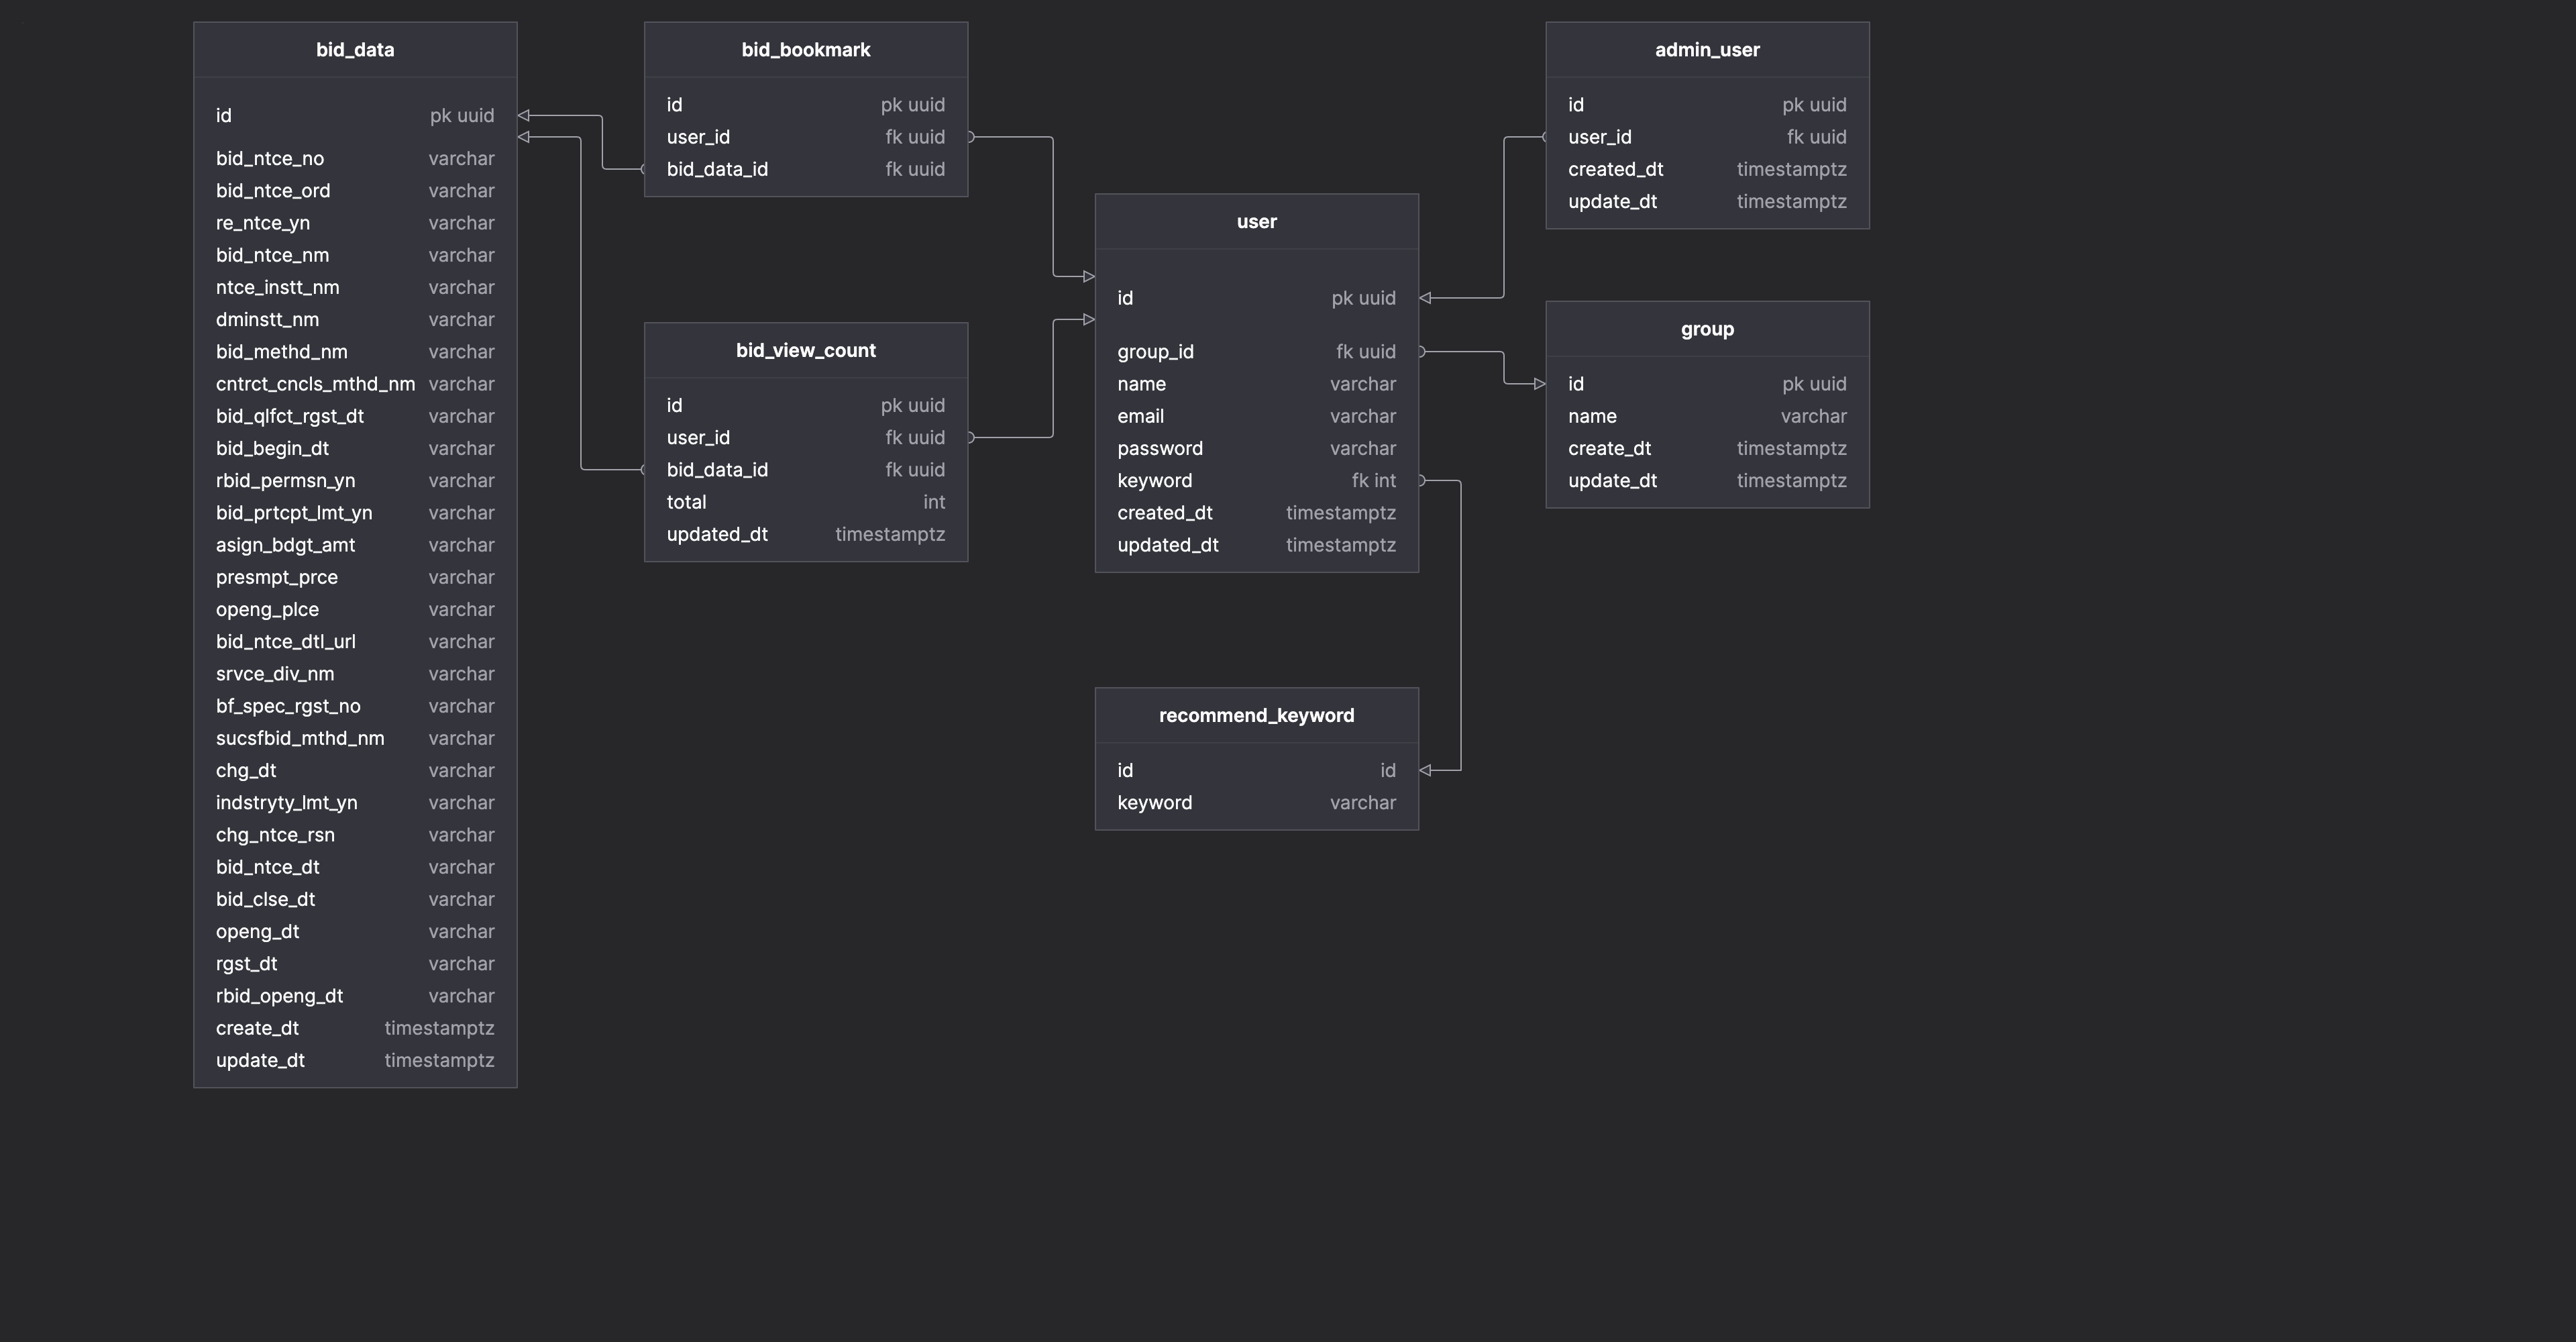 bid_data
id pk uuid
bid_ntce_no varchar
bid_ntce_ord varchar
re_ntce_yn varchar
bid_ntce_nm varchar
ntce_instt_nm varchar
dminstt_nm varchar
bid_methd_nm varchar
cntrct_cncls_mthd_nm varchar
bid_qlfct_rgst_dt varchar
bid_begin_dt varchar
rbid_permsn_yn varchar
bid_prtcpt_lmt_yn varchar
asign_bdgt_amt varchar
presmpt_prce varchar
openg_plce varchar
bid_ntce_dtl_url varchar
srvce_div_nm varchar
bf_spec_rgst_no varchar
sucsfbid_mthd_nm varchar
chg_dt varchar
indstryty_lmt_yn varchar
chg_ntce_rsn varchar
bid_ntce_dt varchar
bid_clse_dt varchar
openg_dt varchar
rgst_dt varchar
rbid_openg_dt varchar
create_dt timestamptz
update_dt timestamptz
bid_bookmark
id pk uuid
user_id fk uuid
bid_data_id fk uuid
bid_view_count
id pk uuid
user_id fk uuid
bid_data_id fk uuid
total int
updated_dt timestamptz
user
id pk uuid
group_id fk uuid
name varchar
email varchar
password varchar
keyword fk int
created_dt timestamptz
updated_dt timestamptz
recommend_keyword
id id
keyword varchar
admin_user
id pk uuid
user_id fk uuid
created_dt timestamptz
update_dt timestamptz
group
id pk uuid
name varchar
create_dt timestamptz
update_dt timestamptz